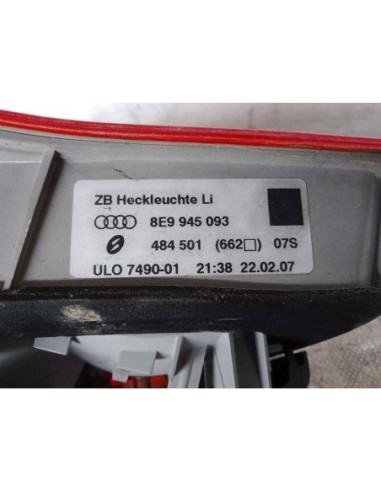 ZB Heckleuchte Li
8E9 945 093
484 501 (662□) 07S
ULO 7490-01 21:38 22.02.07